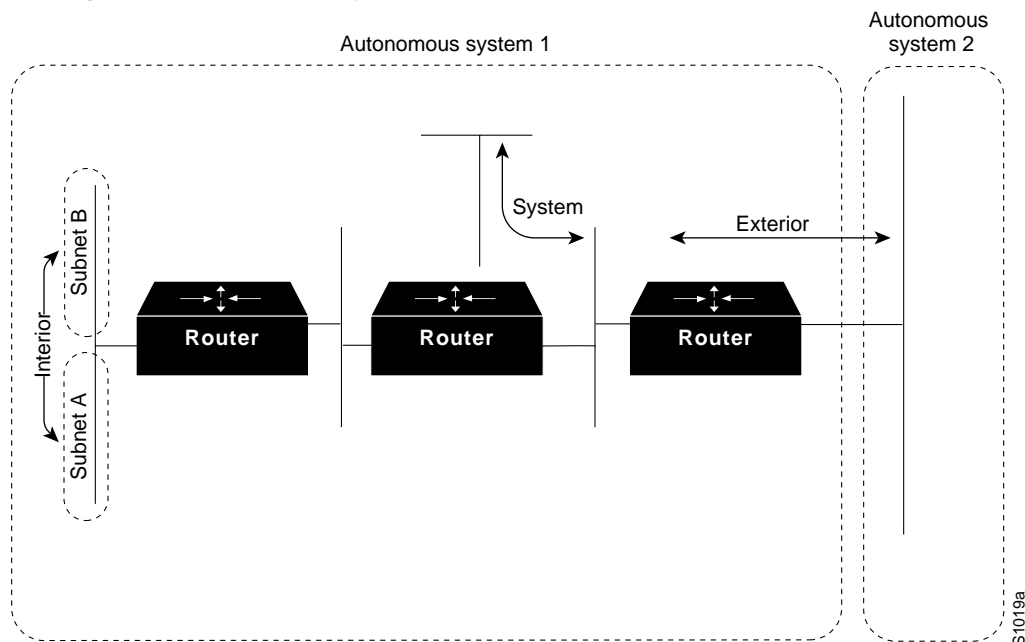 Autonomous system 1
Autonomous
system 2
System
Exterior
Interior
Subnet B
Subnet A
Router
Router
Router
S1019a